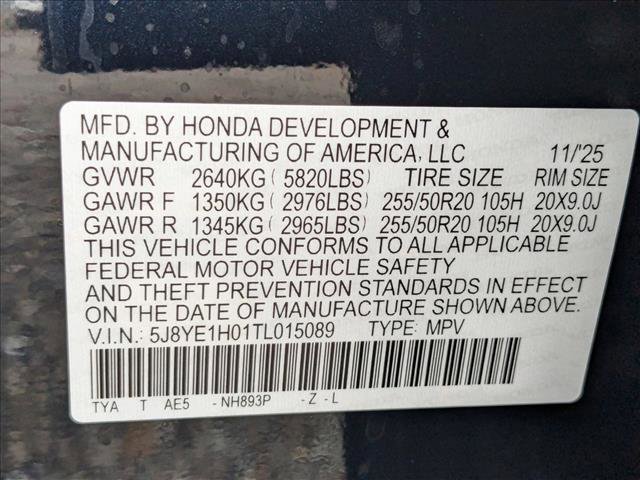 MFD. BY HONDA DEVELOPMENT &
MANUFACTURING OF AMERICA, LLC 11/'25
GVWR 2640KG ( 5820LBS) TIRE SIZE RIM SIZE
GAWR F 1350KG ( 2976LBS) 255/50R20 105H 20X9.0J
GAWR R 1345KG ( 2965LBS) 255/50R20 105H 20X9.0J
THIS VEHICLE CONFORMS TO ALL APPLICABLE
FEDERAL MOTOR VEHICLE SAFETY
AND THEFT PREVENTION STANDARDS IN EFFECT
ON THE DATE OF MANUFACTURE SHOWN ABOVE.
V.I.N.: 5J8YE1H01TL015089 TYPE: MPV
TYA T AE5 - NH893P - Z - L